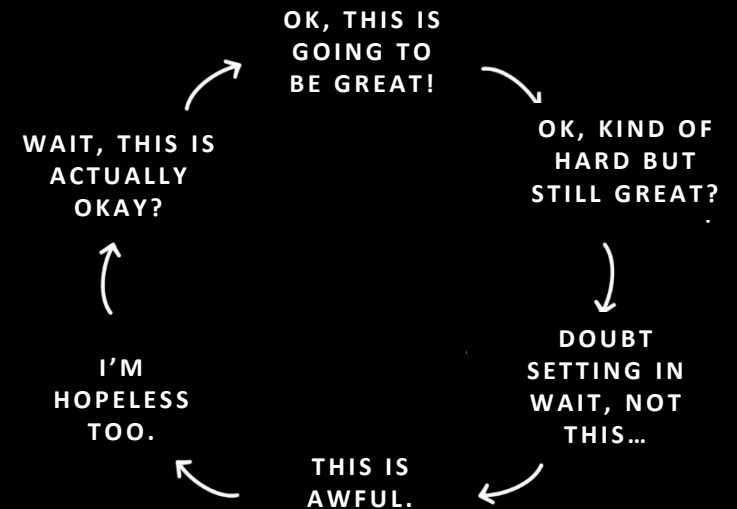 OK, THIS IS
GOING TO
BE GREAT!
OK, KIND OF
HARD BUT
STILL GREAT?
DOUBT
SETTING IN
WAIT, NOT
THIS…
THIS IS
AWFUL.
I’M
HOPELESS
TOO.
WAIT, THIS IS
ACTUALLY
OKAY?